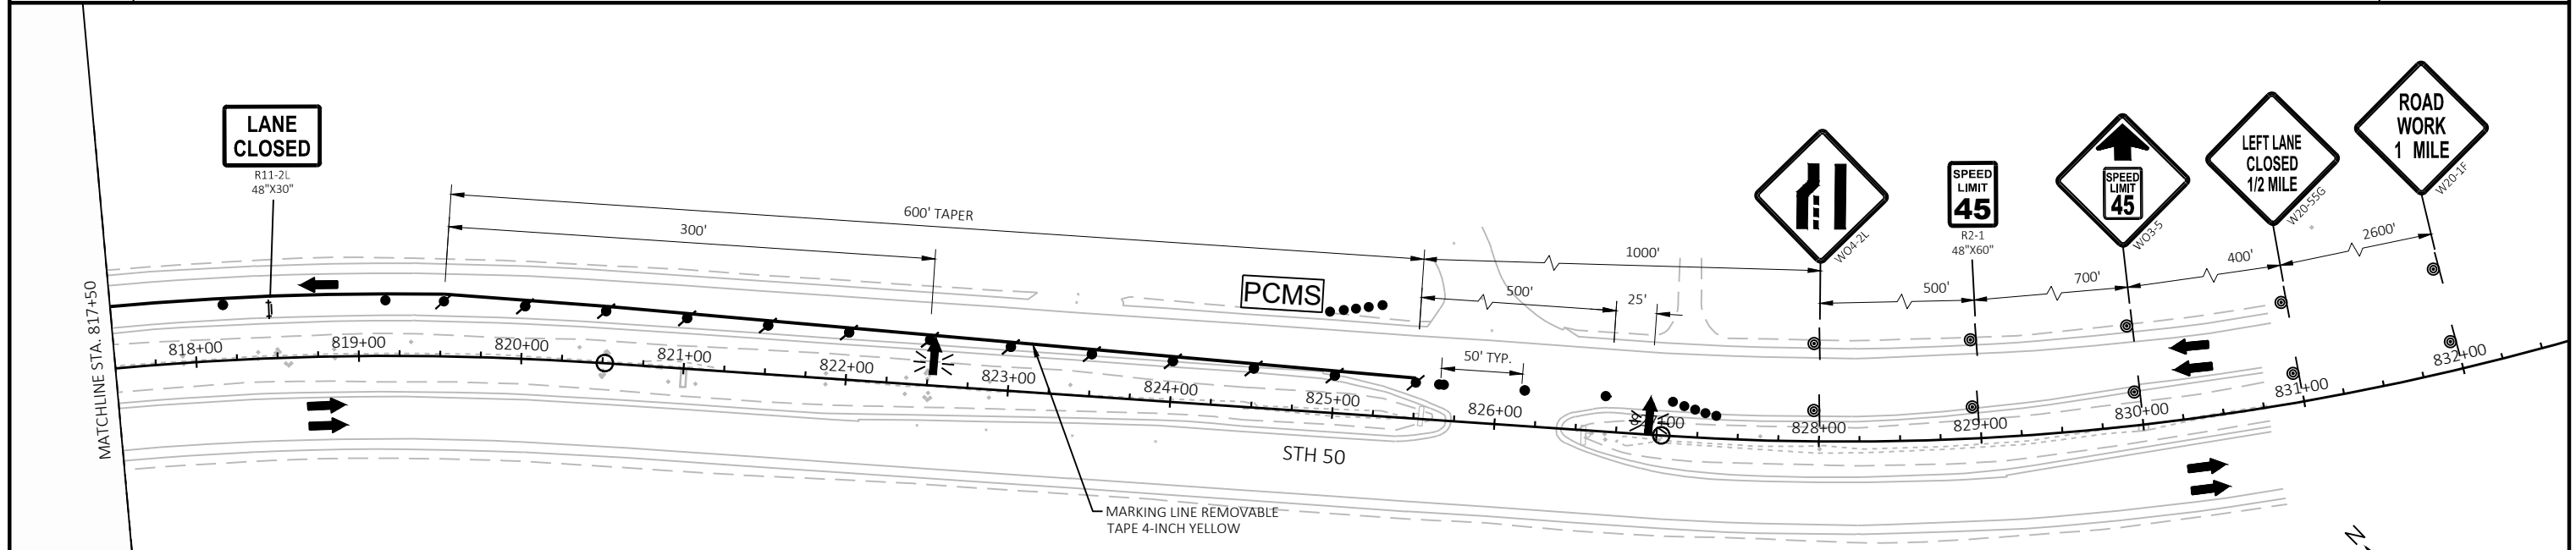 LANE
CLOSED
R11-2L
48"X30"
600' TAPER
300'
PCMS
1000'
500'
25'
50' TYP.
WO4-2L
SPEED
LIMIT
45
R2-1
48"X60"
500'
SPEED
LIMIT
45
WO3-5
700'
LEFT LANE
CLOSED
1/2 MILE
W20-55G
400'
ROAD
WORK
1 MILE
W20-1F
2600'
MATCHLINE STA. 817+50
818+00
819+00
820+00
821+00
822+00
823+00
824+00
825+00
826+00
828+00
829+00
830+00
831+00
832+00
STH 50
MARKING LINE REMOVABLE
TAPE 4-INCH YELLOW
N